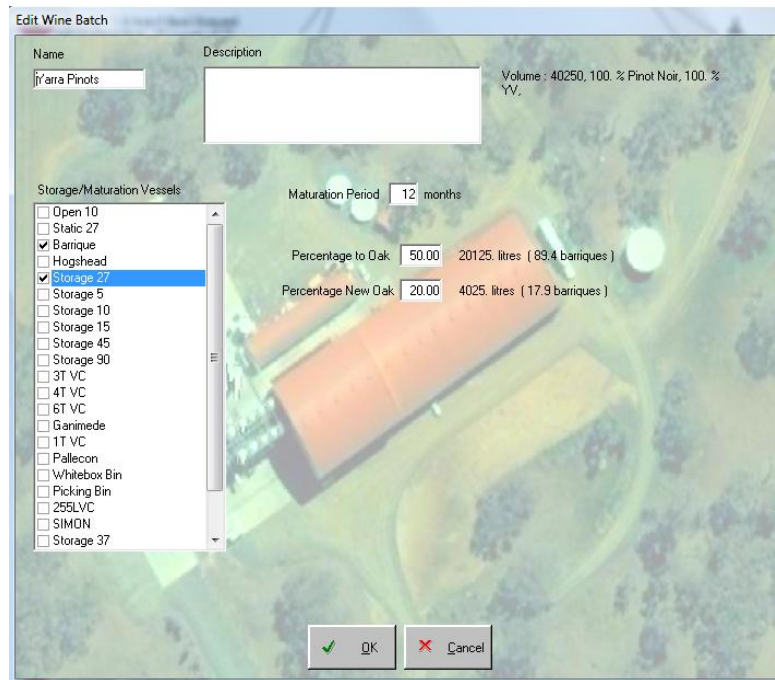 Edit Wine Batch
Name
Description
Yarra Pinots
Volume : 40250, 100. % Pinot Noir, 100. %
YV,
Storage/Maturation Vessels
Maturation Period 12 months
Open 10
Static 27
Barrique
Hogshead
Percentage to Oak 50.00 20125. litres ( 89.4 barriques )
Storage 27
Storage 5
Percentage New Oak 20.00 4025. litres ( 17.9 barriques )
Storage 10
Storage 15
Storage 45
Storage 90
3T VC
4T VC
6T VC
Ganimede
1T VC
Pallecon
Whitebox Bin
Picking Bin
255LVC
SIMON
Storage 37
OK
Cancel